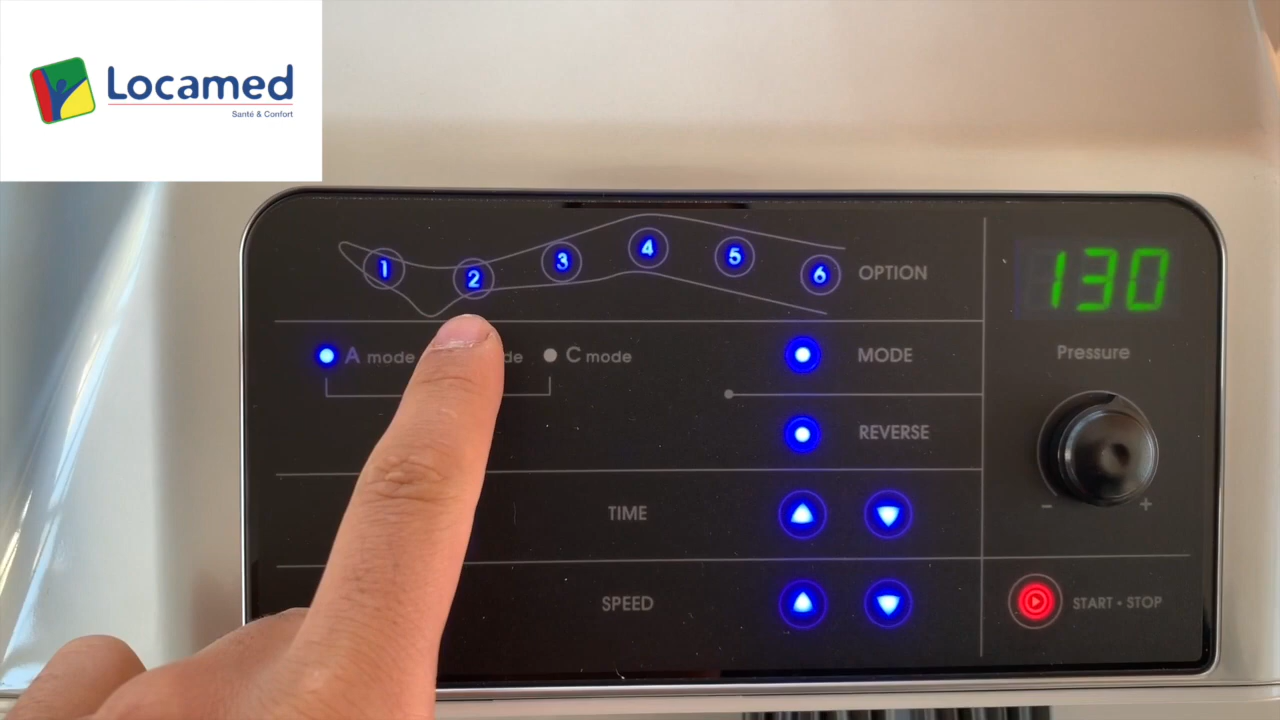 Locamed
Santé & Confort
1 2 3 4 5 6 OPTION
130
A mode de C mode MODE
Pressure
REVERSE
- +
TIME
SPEED
START • STOP